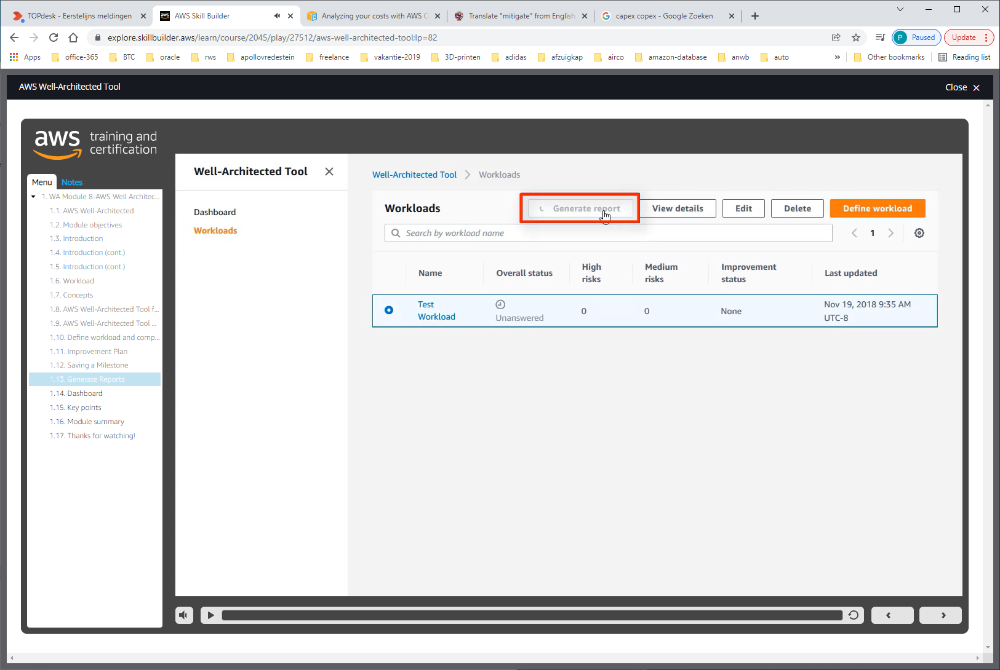 TOPdesk - Eerstelijns meldingen
AWS Skill Builder
Analyzing your costs with AWS C
Translate "mitigate" from English
capex copex - Google Zoeken
explore.skillbuilder.aws/learn/course/2045/play/27512/aws-well-architected-tool;lp=82
P Paused
Update
Apps
office-365
BTC
oracle
rws
apollovredestein
freelance
vakantie-2019
3D-printen
adidas
afzuigkap
airco
amazon-database
anwb
auto
»
Other bookmarks
Reading list
AWS Well-Architected Tool
Close
aws training and
certification
Menu
Notes
1. WA Module 8-AWS Well Architec...
1.1. AWS Well-Architected
1.2. Module objectives
1.3. Introduction
1.4. Introduction (cont.)
1.5. Introduction (cont.)
1.6. Workload
1.7. Concepts
1.8. AWS Well-Architected Tool f...
1.9. AWS Well-Architected Tool ...
1.10. Define workload and comp...
1.11. Improvement Plan
1.12. Saving a Milestone
1.13. Generate Reports
1.14. Dashboard
1.15. Key points
1.16. Module summary
1.17. Thanks for watching!
Well-Architected Tool
Dashboard
Workloads
Well-Architected Tool > Workloads
Workloads
Generate report
View details
Edit
Delete
Define workload
Search by workload name
1
Name
Overall status
High
risks
Medium
risks
Improvement
status
Last updated
Test
Workload
Unanswered
0
0
None
Nov 19, 2018 9:35 AM
UTC-8